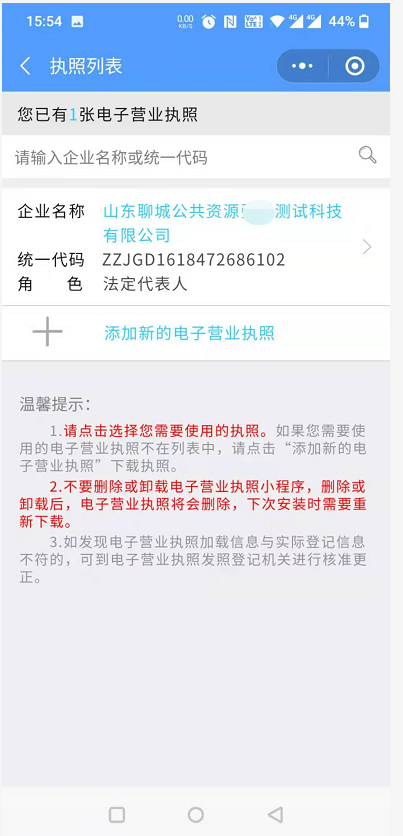 15:54 0.00 KB/S Vo1 LTE2 4G 4G 44%
执照列表
您已有1张电子营业执照
请输入企业名称或统一代码
企业名称 山东聊城公共资源 测试科技
有限公司
统一代码 ZZJGD1618472686102
角 色 法定代表人
添加新的电子营业执照
温馨提示：
1.请点击选择您需要使用的执照。如果您需要使
用的电子营业执照不在列表中，请点击“添加新的电
子营业执照”下载执照。
2.不要删除或卸载电子营业执照小程序，删除或
卸载后，电子营业执照将会删除，下次安装时需要重
新下载。
3.如发现电子营业执照加载信息与实际登记信息
不符的，可到电子营业执照发照登记机关进行核准更
正。